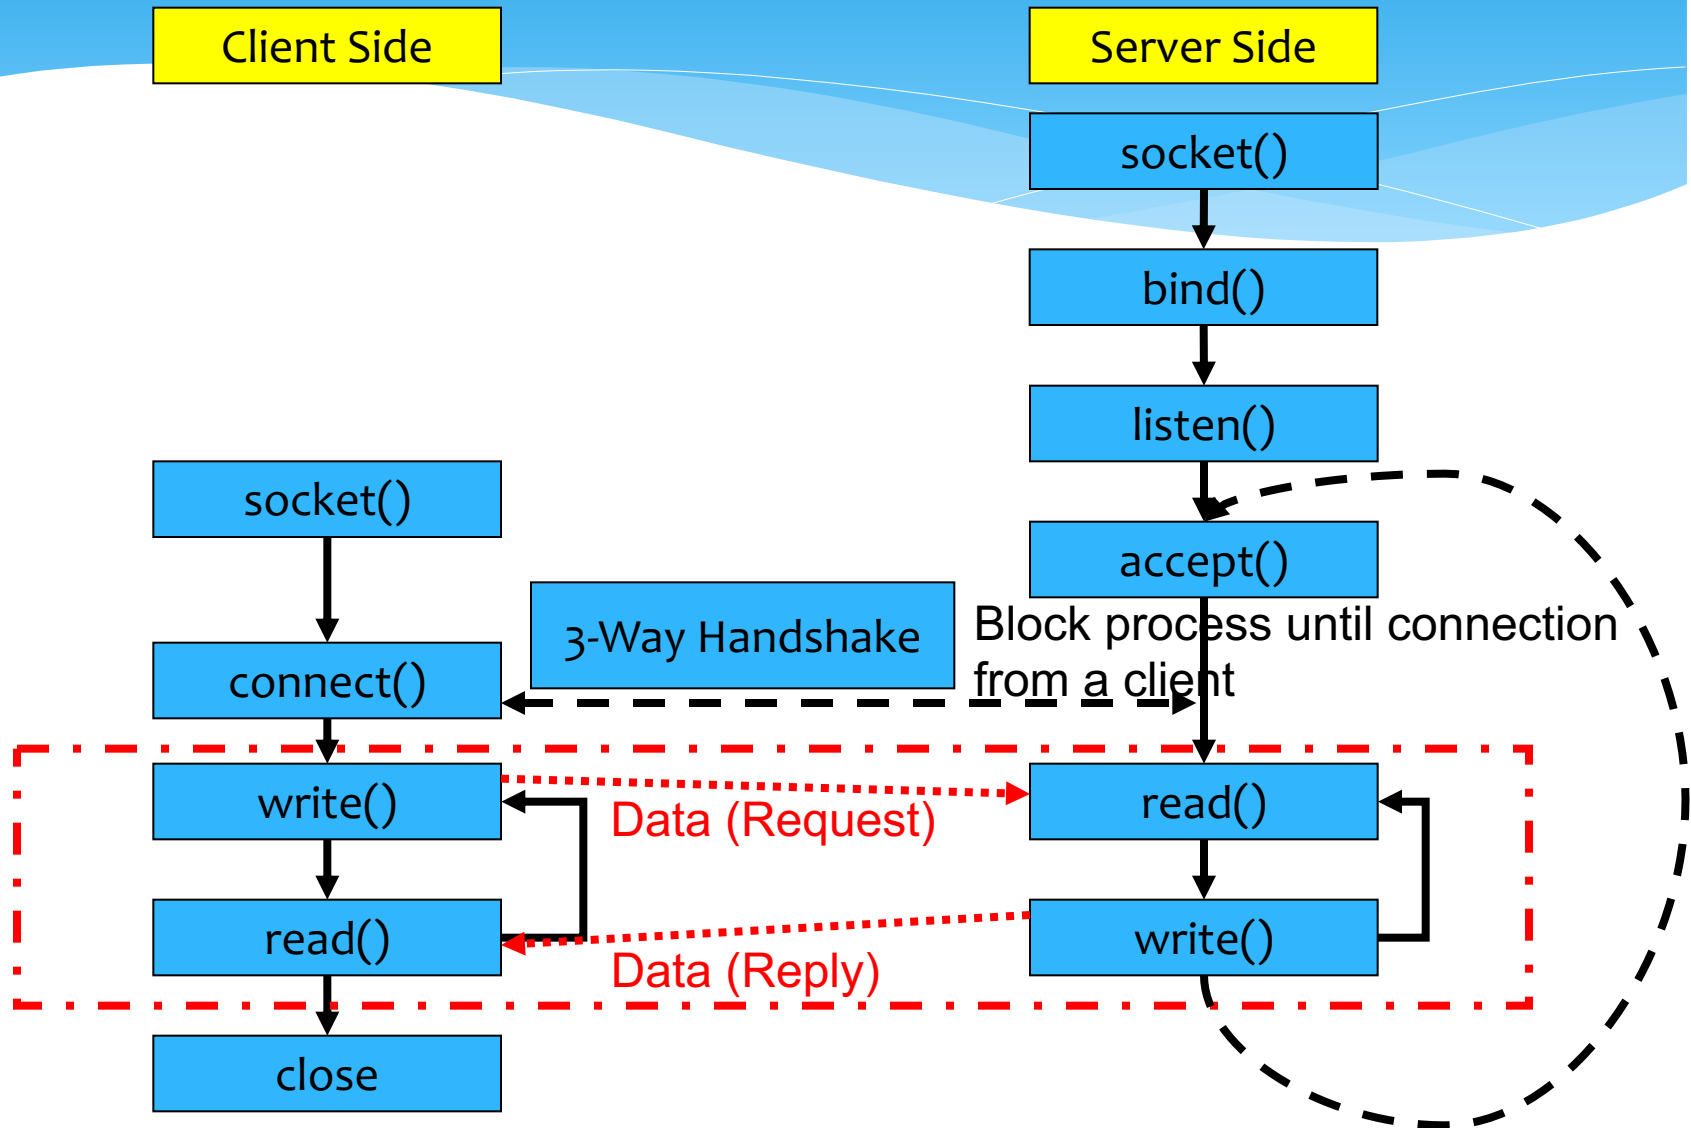 Client Side
Server Side
socket()
bind()
listen()
socket()
accept()
3-Way Handshake
Block process until connection
from a client
connect()
write()
Data (Request)
read()
read()
Data (Reply)
write()
close